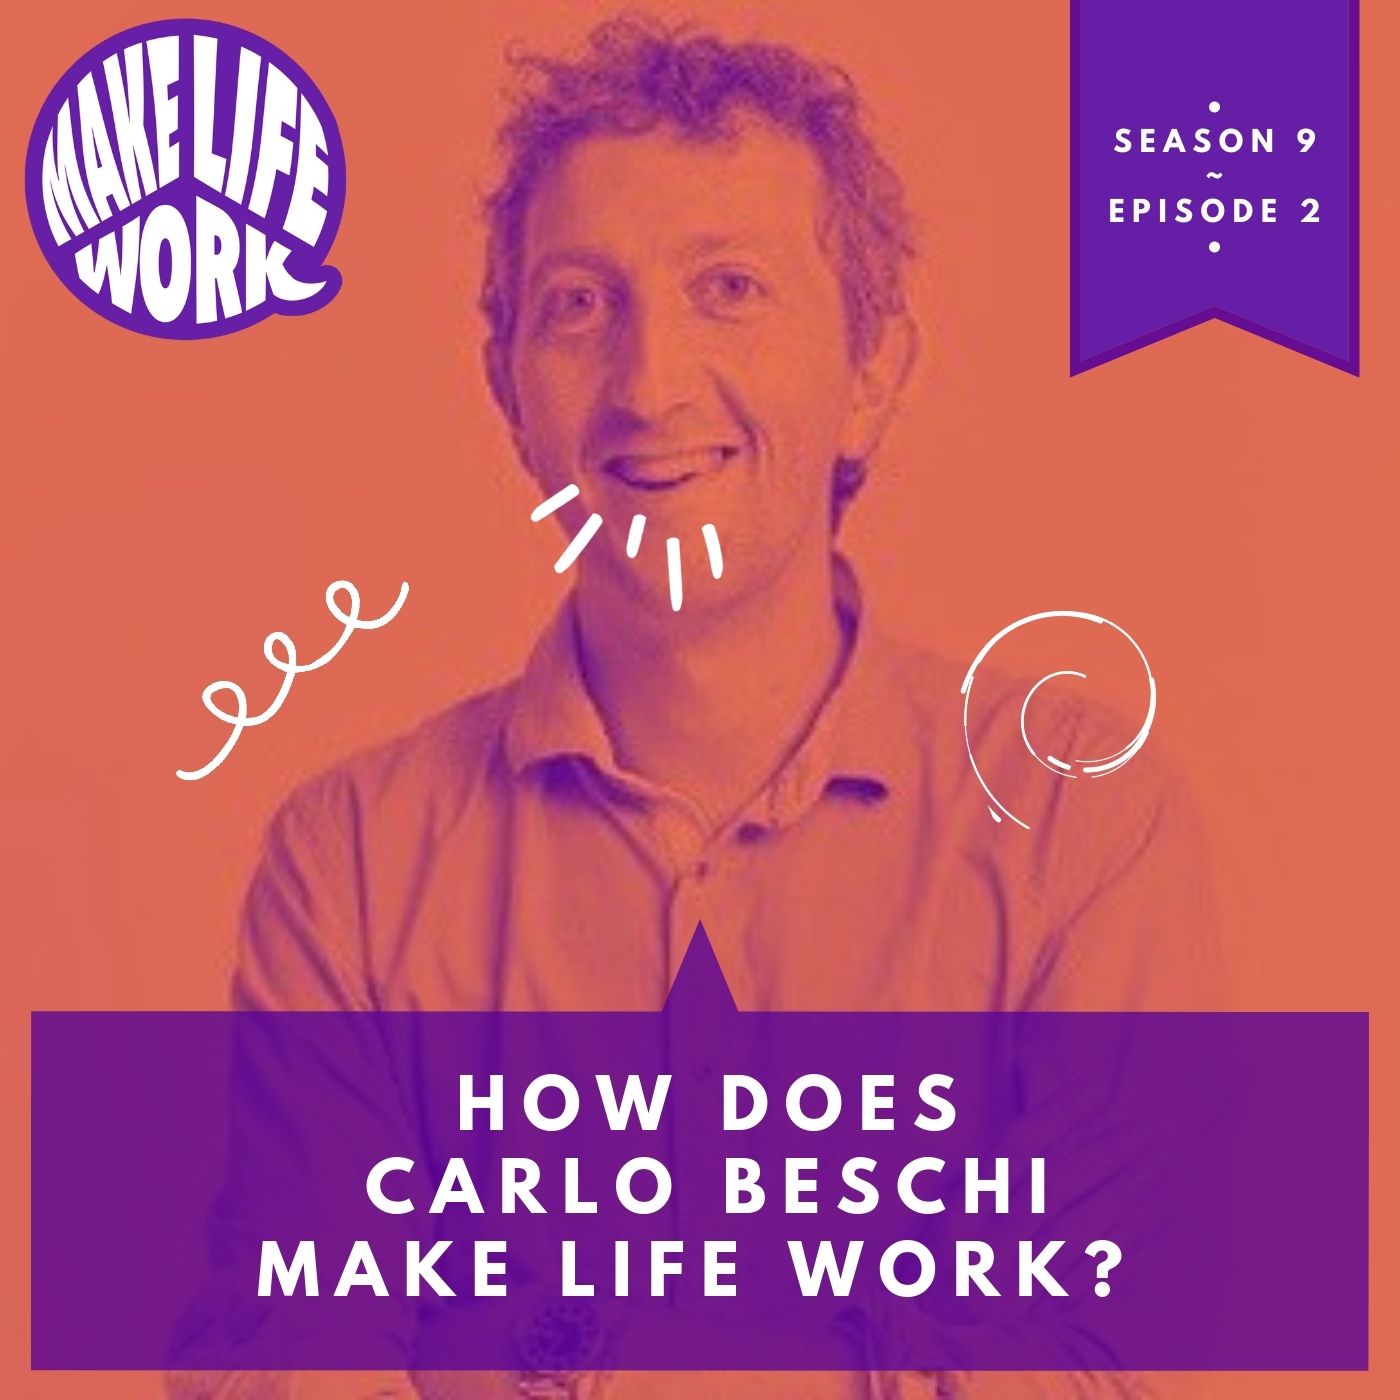 MAKE LIFE
WORK
SEASON 9
~
EPISODE 2
HOW DOES
CARLO BESCHI
MAKE LIFE WORK?